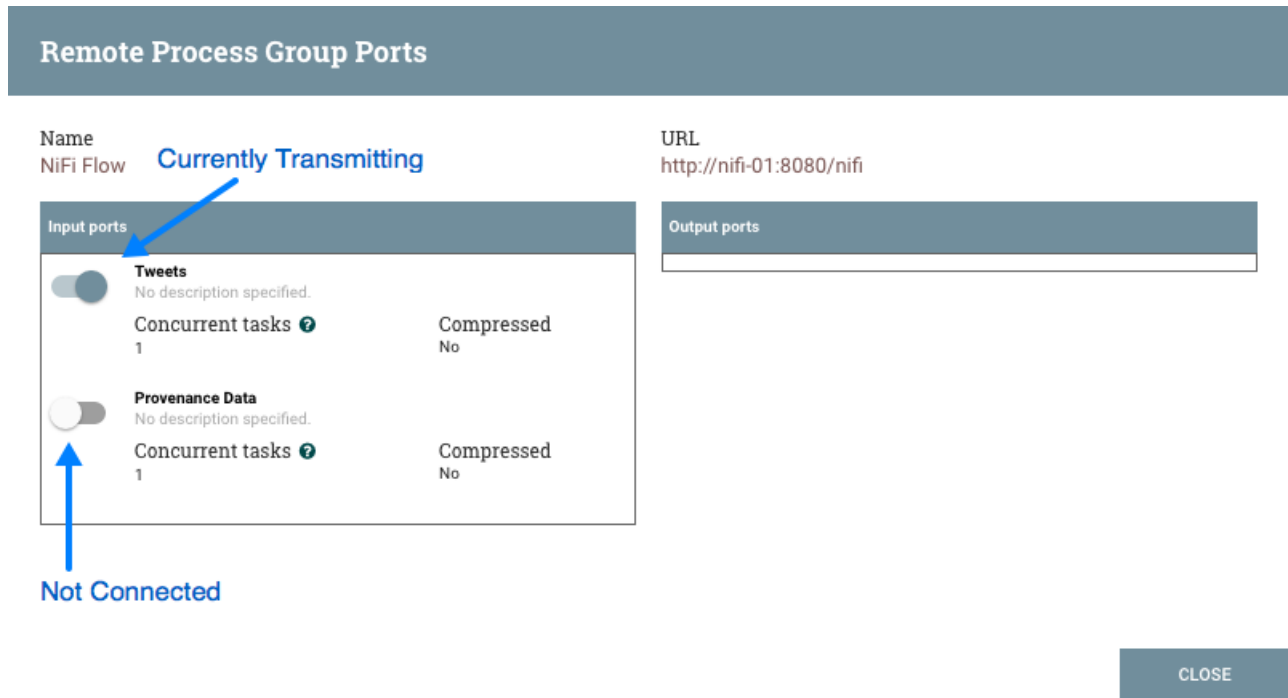 Remote Process Group Ports
Name
NiFi Flow
Currently Transmitting
URL
http://nifi-01:8080/nifi
Input ports
Output ports
Tweets
No description specified.
Concurrent tasks ?
Compressed
1
No
Provenance Data
No description specified.
Concurrent tasks ?
Compressed
1
No
Not Connected
CLOSE